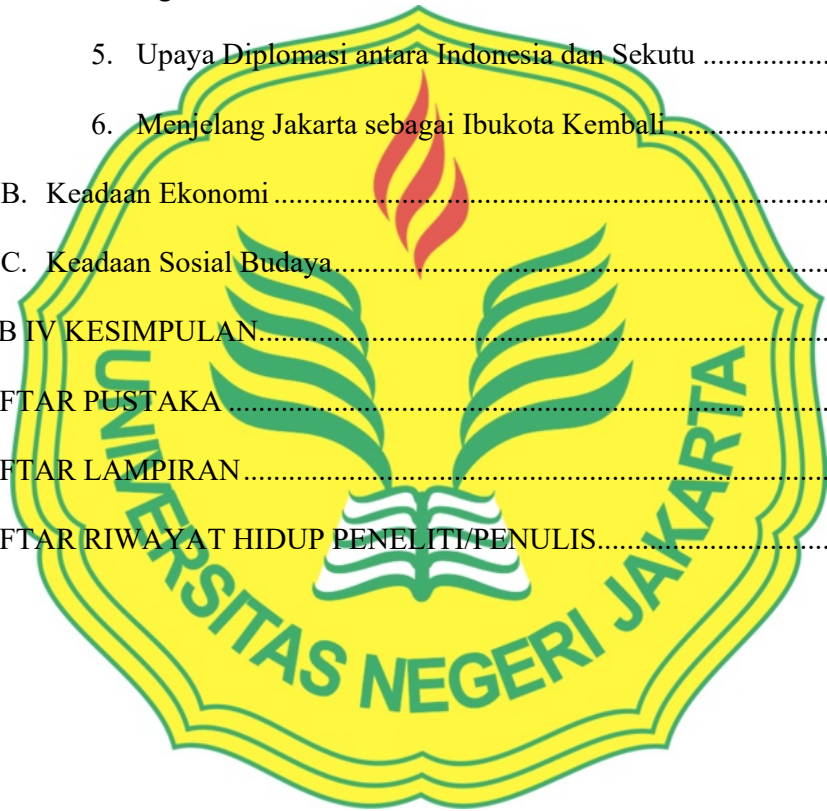 5. Upaya Diplomasi antara Indonesia dan Sekutu ..................
6. Menjelang Jakarta sebagai Ibukota Kembali ......................
B. Keadaan Ekonomi ..........................................................................
C. Keadaan Sosial Budaya..................................................................
B IV KESIMPULAN...........................................................................
FTAR PUSTAKA ...............................................................................
FTAR LAMPIRAN.............................................................................
FTAR RIWAYAT HIDUP PENELITI/PENULIS.............................
UNIVERSITAS NEGERI JAKARTA